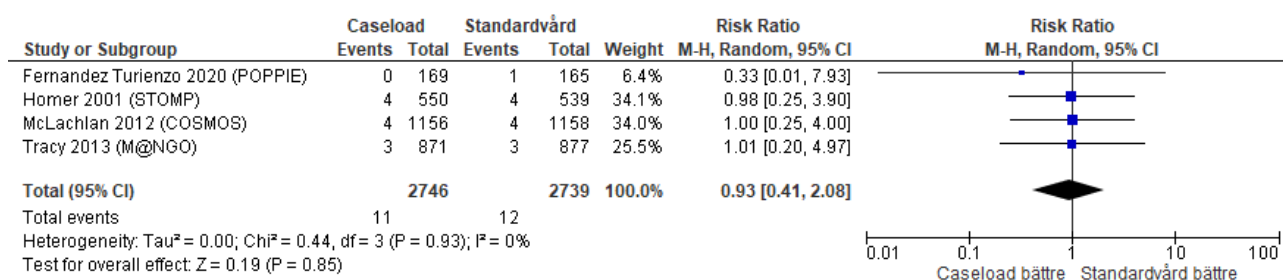 Caseload Standardvård Risk Ratio Risk Ratio
Study or Subgroup Events Total Events Total Weight M-H, Random, 95% CI M-H, Random, 95% CI
Fernandez Turienzo 2020 (POPPIE) 0 169 1 165 6.4% 0.33 [0.01, 7.93]
Homer 2001 (STOMP) 4 550 4 539 34.1% 0.98 [0.25, 3.90]
McLachlan 2012 (COSMOS) 4 1156 4 1158 34.0% 1.00 [0.25, 4.00]
Tracy 2013 (M@NGO) 3 871 3 877 25.5% 1.01 [0.20, 4.97]
Total (95% CI) 2746 2739 100.0% 0.93 [0.41, 2.08]
Total events 11 12
Heterogeneity: Tau² = 0.00; Chi² = 0.44, df = 3 (P = 0.93); I² = 0%
Test for overall effect: Z = 0.19 (P = 0.85)
0.01 0.1 1 10 100
Caseload bättre Standardvård bättre